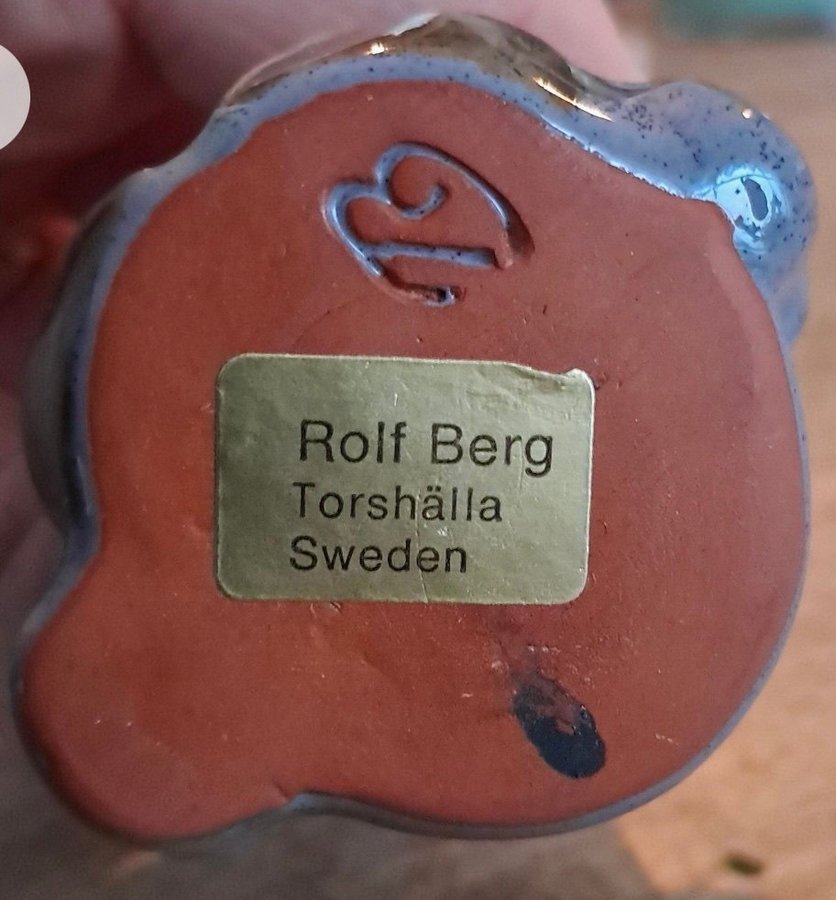 Rolf Berg
Torshälla
Sweden